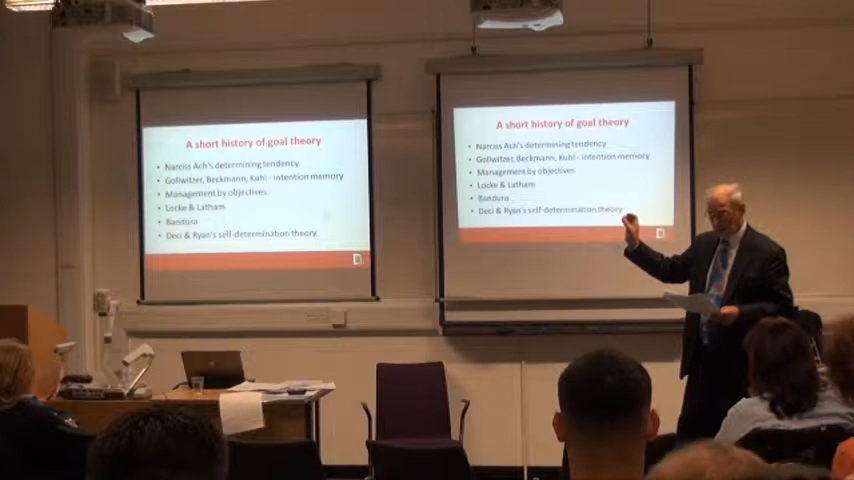 A short history of goal theory
• Narciss Ach's determining tendency
• Gollwitzer, Beckmann, Kuhl - intention memory
• Management by objectives
• Locke & Latham
• Bandura
• Deci & Ryan's self-determination theory
A short history of goal theory
• Narciss Ach's determining tendency
• Gollwitzer, Beckmann, Kuhl - intention memory
• Management by objectives
• Locke & Latham
• Bandura
• Deci & Ryan's self-determination theory